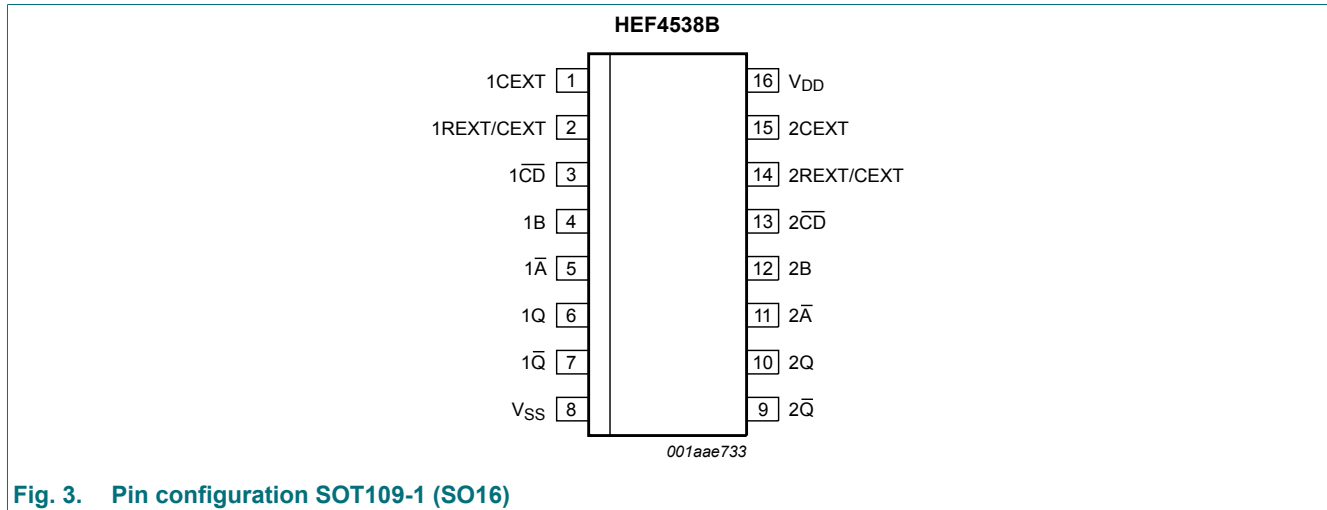 HEF4538B
1CEXT 1
16 VDD
1REXT/CEXT 2
15 2CEXT
1C̅D̅ 3
14 2REXT/CEXT
1B 4
13 2C̅D̅
1A̅ 5
12 2B
1Q 6
11 2A̅
1Q̅ 7
10 2Q
VSS 8
9 2Q̅
001aae733
Fig. 3. Pin configuration SOT109-1 (SO16)